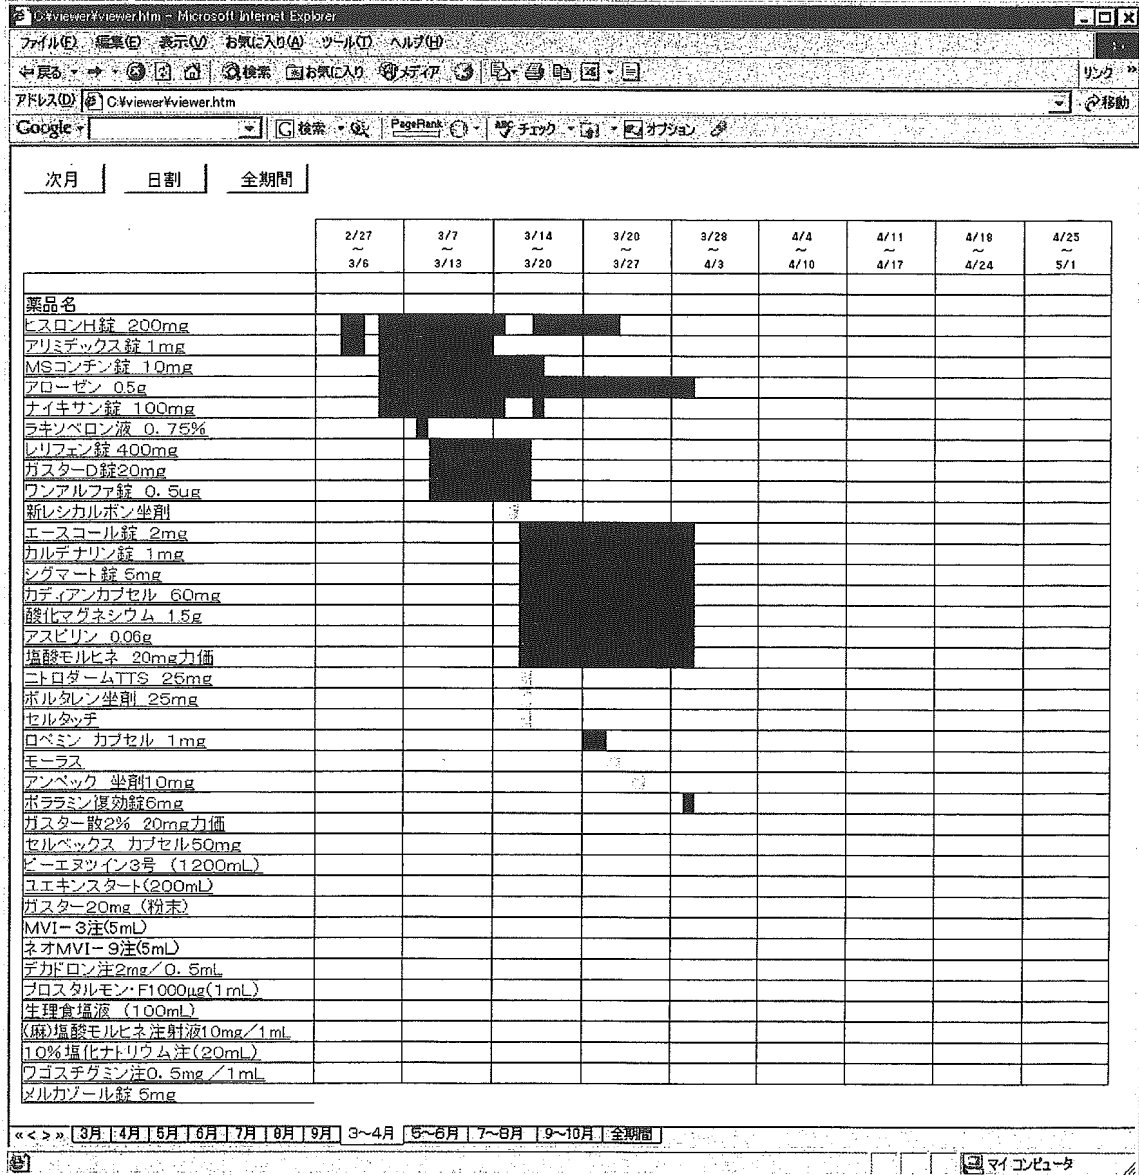 C:¥viewer¥viewer.htm - Microsoft Internet Explorer
ファイル(F) 編集(E) 表示(V) お気に入り(A) ツール(T) ヘルプ(H)
戻る 検索 お気に入り メディア リンク »
アドレス(D) C:¥viewer¥viewer.htm 移動
Google 検索 PageRank ABC チェック オプション
次月 日割 全期間
2/27 ～ 3/6 3/7 ～ 3/13 3/14 ～ 3/20 3/20 ～ 3/27 3/28 ～ 4/3 4/4 ～ 4/10 4/11 ～ 4/17 4/18 ～ 4/24 4/25 ～ 5/1
薬品名
ヒスロンH錠 200mg
アリミデックス錠 1mg
MSコンチン錠 10mg
アローゼン 0.5g
ナイキサン錠 100mg
ラキソベロン液 0.75%
レリフェン錠 400mg
ガスターD錠20mg
ワンアルファ錠 0.5ug
新レシカルボン坐剤
エースコール錠 2mg
カルデナリン錠 1mg
シグマート錠 5mg
カディアンカプセル 60mg
酸化マグネシウム 1.5g
アスピリン 0.06g
塩酸モルヒネ 20mg力価
ニトロダームTTS 25mg
ボルタレン坐剤 25mg
セルタッチ
ロペミン カプセル 1mg
モーラス
アンペック 坐剤10mg
ポララミン復効錠6mg
ガスター散2% 20mg力価
セルベックス カプセル50mg
ピーエヌツイン3号 (1200mL)
ユエキンスタート(200mL)
ガスター20mg (粉末)
MVI－3注(5mL)
ネオMVI－9注(5mL)
デカドロン注2mg／0.5mL
プロスタルモン・F1000μg(1mL)
生理食塩液 (100mL)
(麻)塩酸モルヒネ注射液10mg／1mL
10%塩化ナトリウム注(20mL)
ワゴスチグミン注0.5mg／1mL
メルカゾール錠 5mg
«<>» 3月 4月 5月 6月 7月 8月 9月 3～4月 5～6月 7～8月 9～10月 全期間
マイ コンピュータ